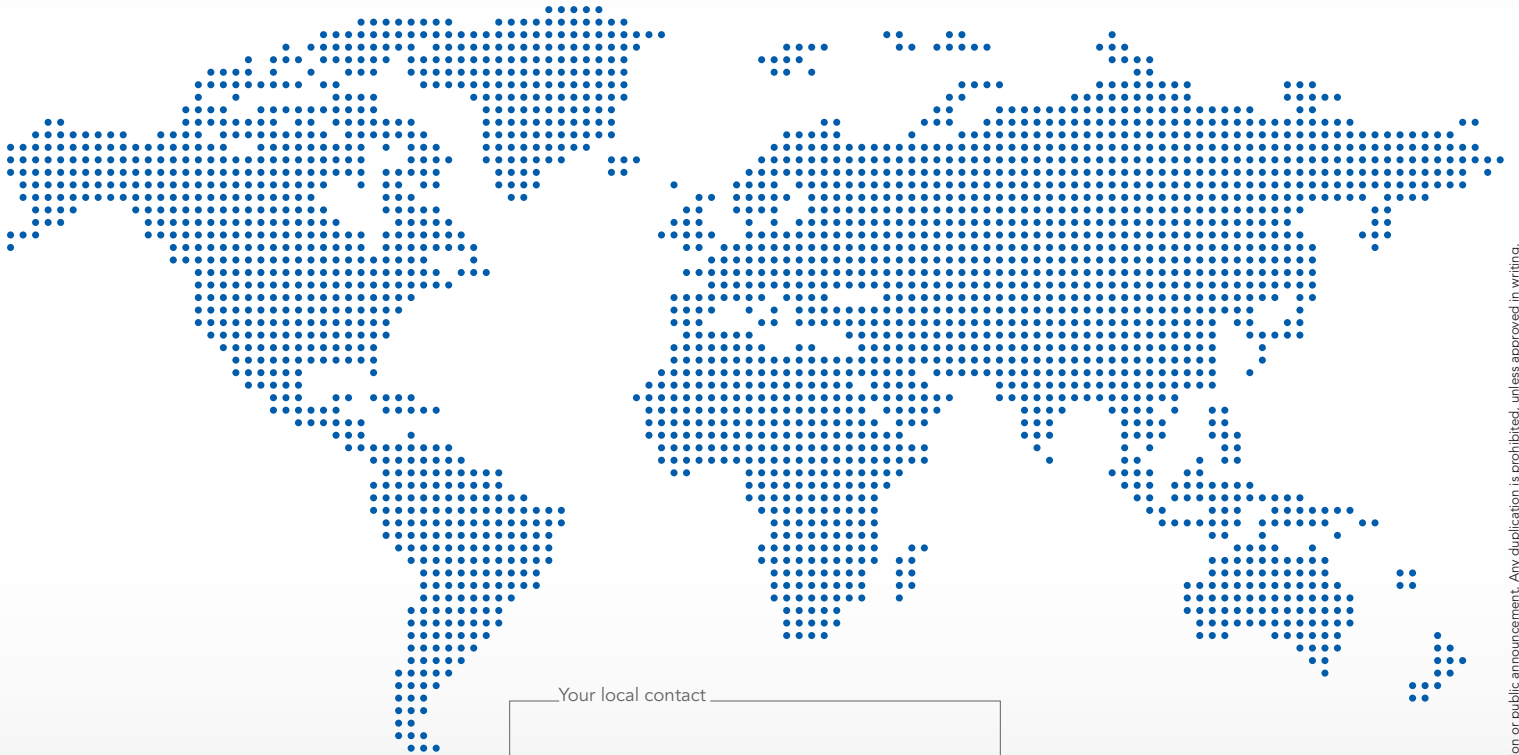 Your local contact
on or public announcement. Any duplication is prohibited, unless approved in writing.